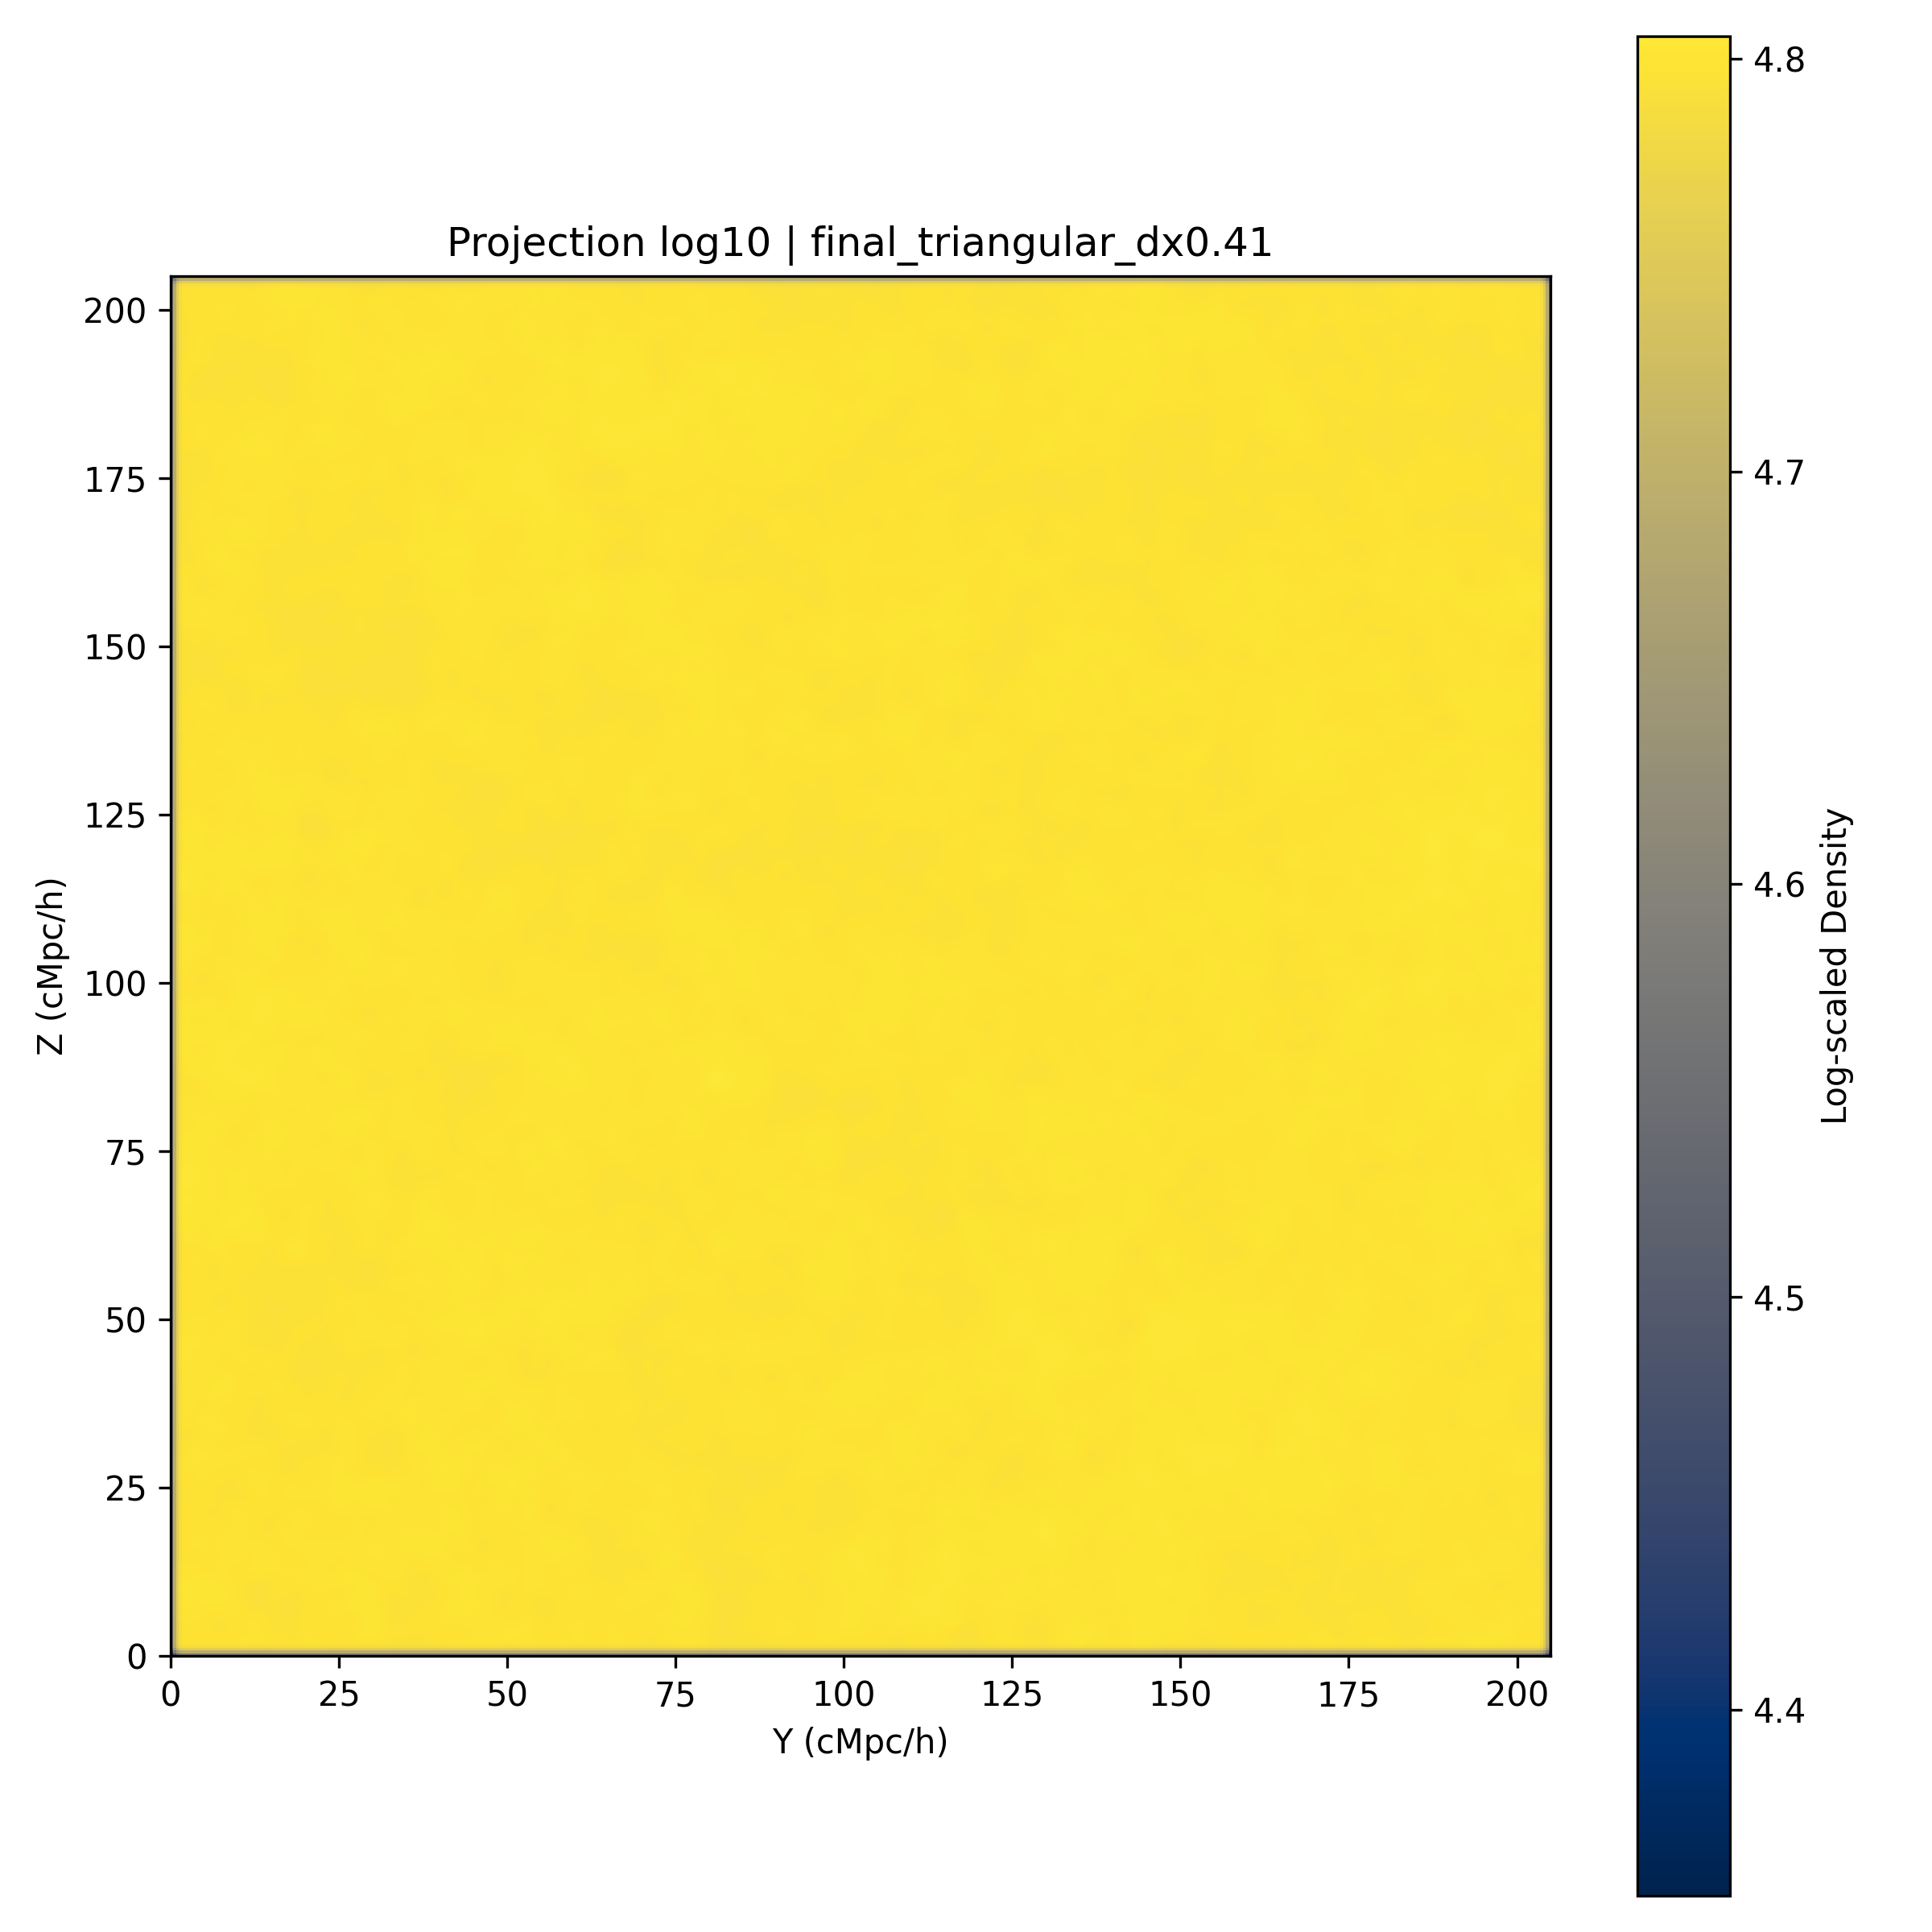 Projection log10 | final_triangular_dx0.41
200
175
150
125
100
75
50
25
0
Z (cMpc/h)
0 25 50 75 100 125 150 175 200
Y (cMpc/h)
4.8
4.7
4.6
4.5
4.4
Log-scaled Density